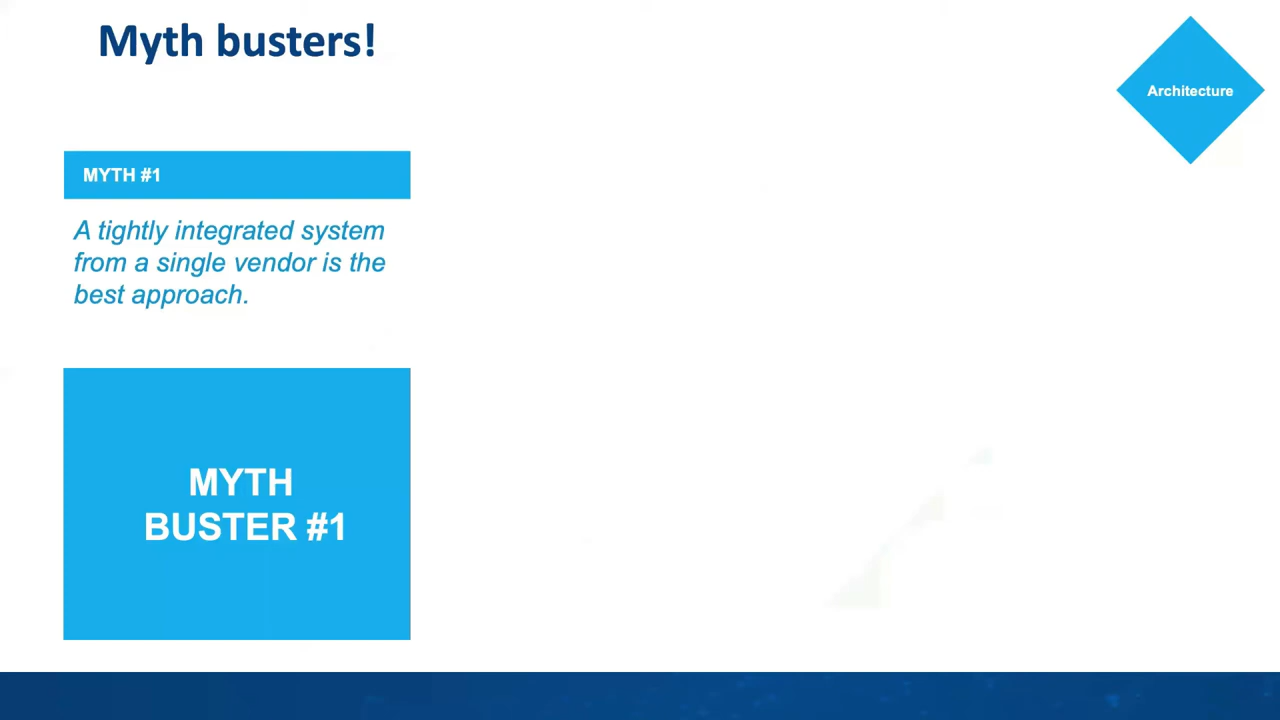 Myth busters!
Architecture
MYTH #1
A tightly integrated system
from a single vendor is the
best approach.
MYTH
BUSTER #1